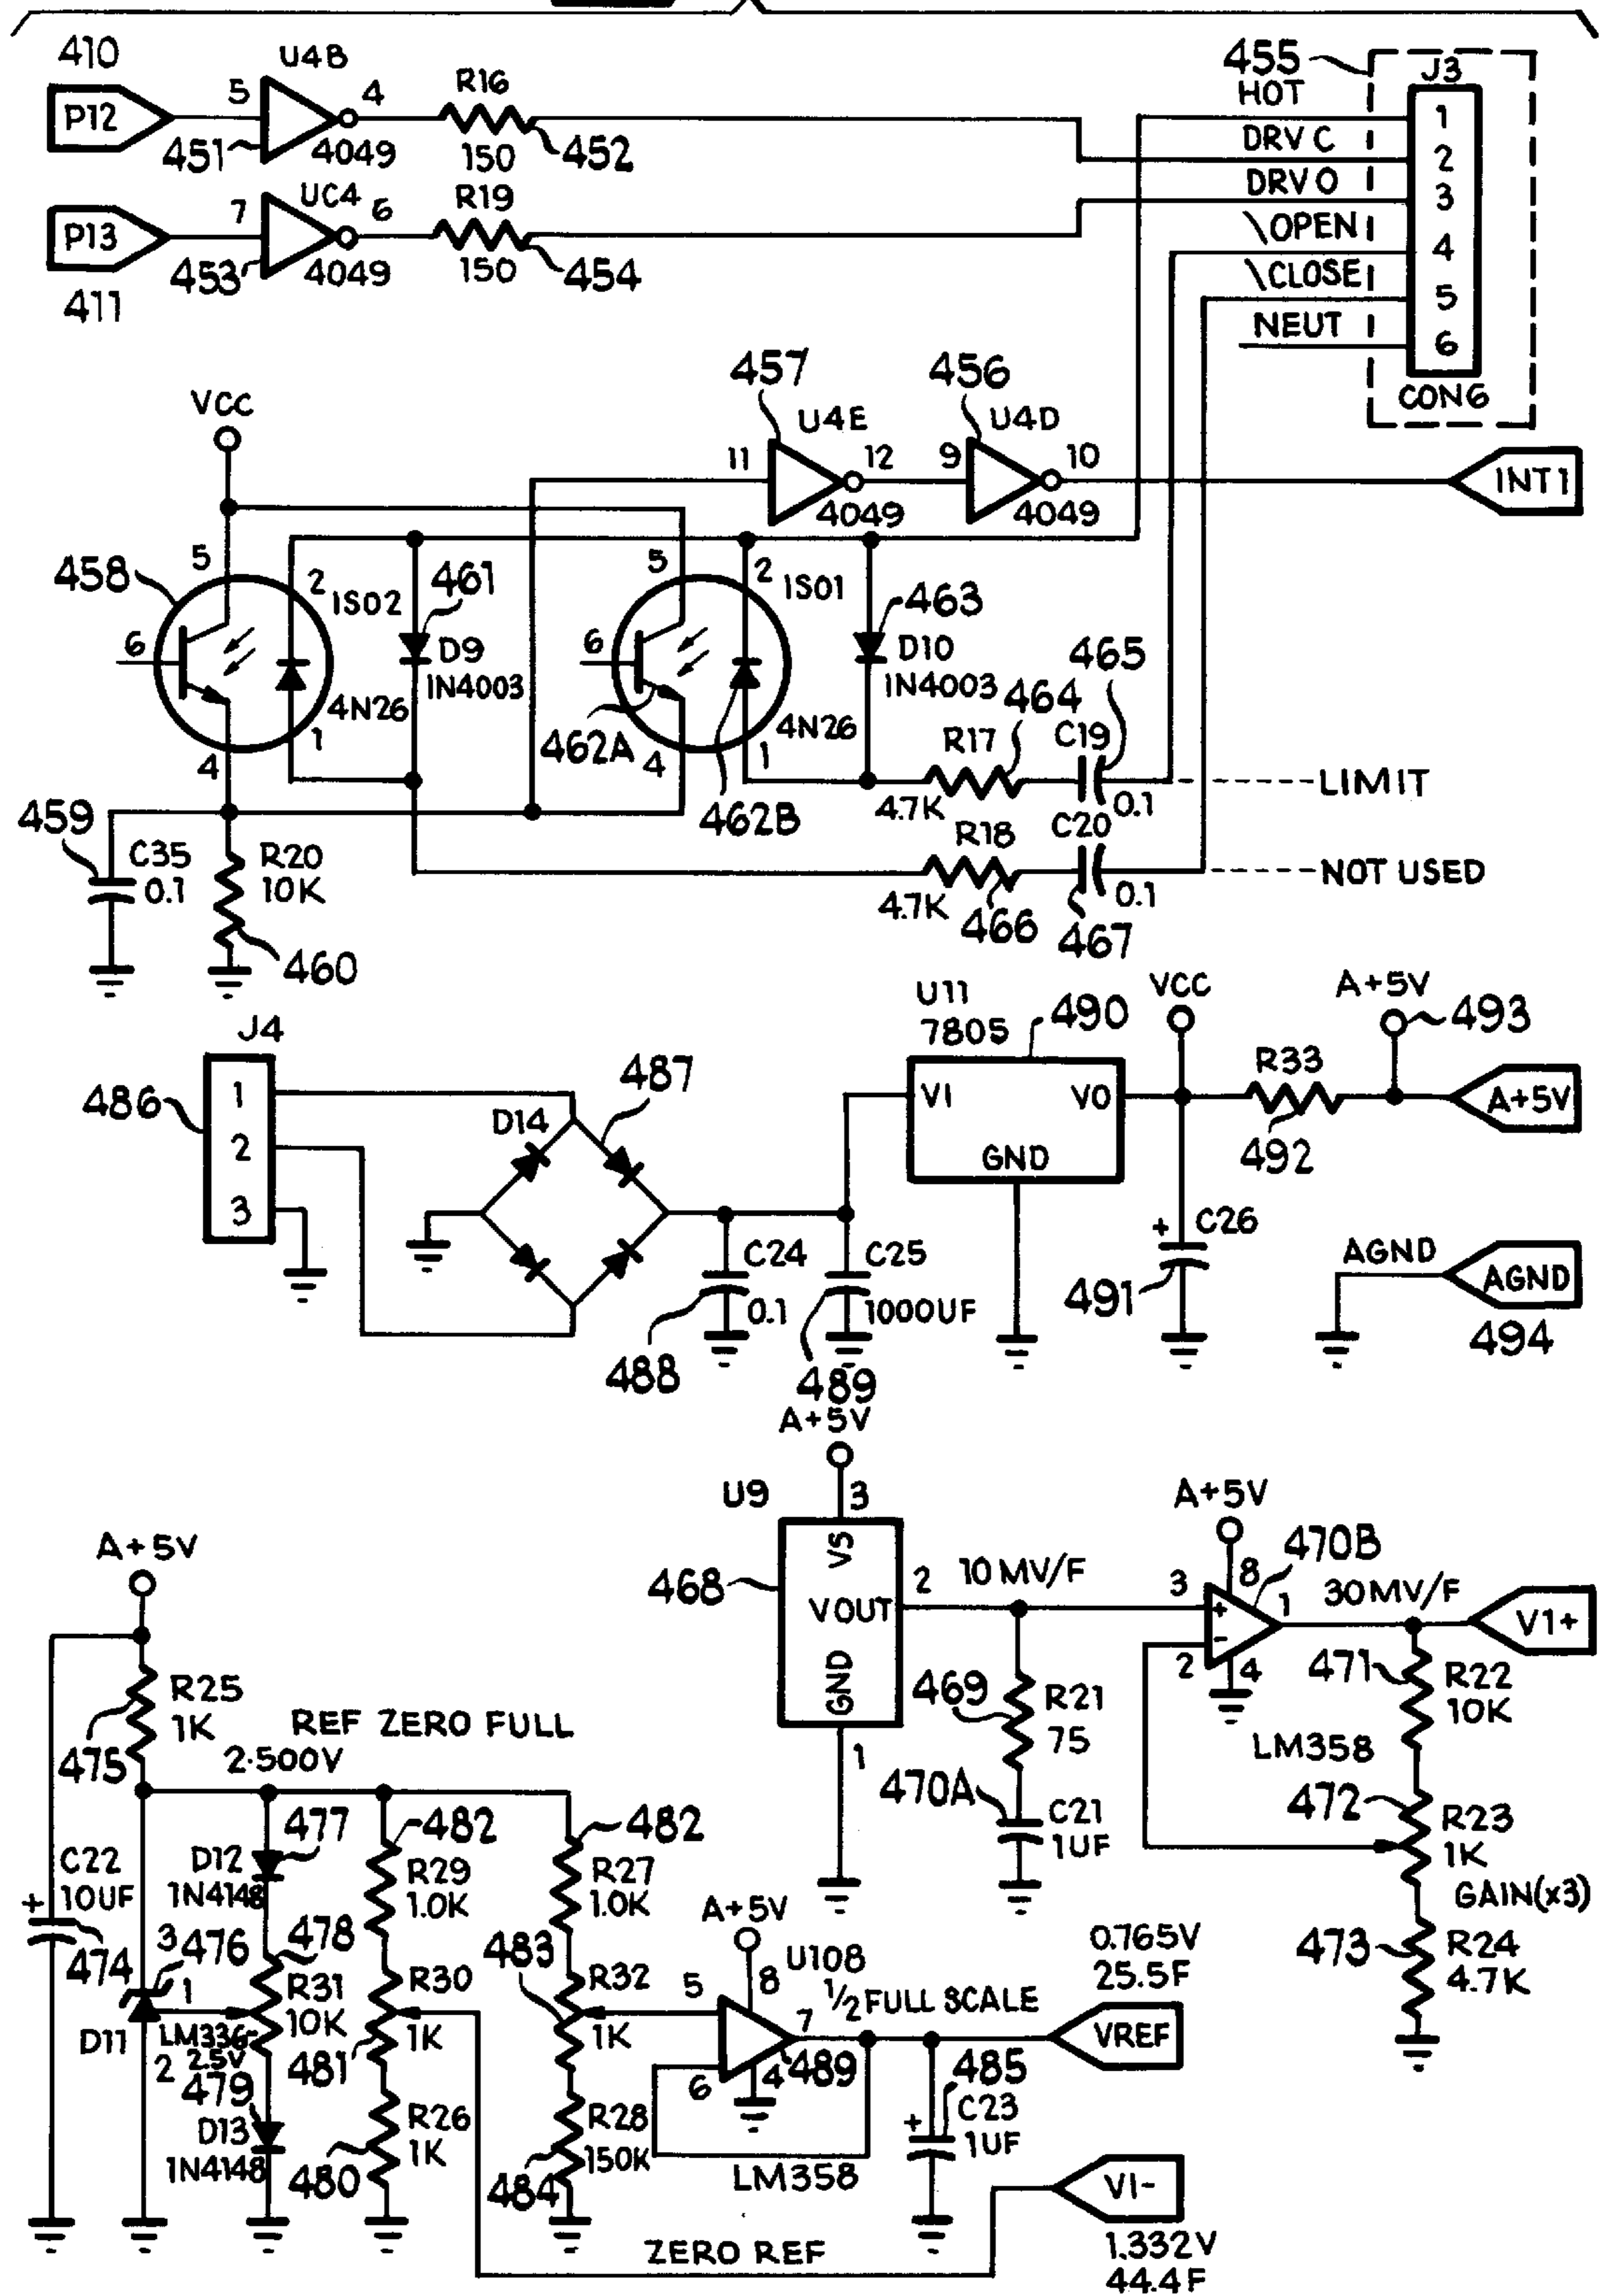 410
U4B
P12
5
4
R16
451
4049
150
452
P13
7
UC4
6
R19
453
4049
150
454
411
455
J3
HOT
1
DRV C
2
DRV O
3
\OPEN
4
\CLOSE
5
NEUT
6
CON6
VCC
457
456
U4E
U4D
11
12
9
10
4049
4049
INT1
458
5
2
ISO2
461
5
2
ISO1
463
6
D9
1N4003
6
D10
1N4003
465
464
4N26
1
4
462A
4
4N26
1
462B
R17
C19
4.7K
0.1
LIMIT
459
C35
0.1
R20
10K
460
R18
C20
4.7K
0.1
466
467
NOT USED
J4
486
1
2
3
D14
487
U11
7805
490
VI
VO
GND
VCC
A+5V
493
R33
492
A+5V
C24
0.1
488
C25
1000UF
489
+
C26
491
AGND
AGND
494
A+5V
U9
3
468
VS
VOUT
GND
2
10 MV/F
1
469
R21
75
470A
C21
1UF
A+5V
470B
8
3
+
-
2
4
1
30MV/F
V1+
471
R22
10K
LM358
472
R23
1K
GAIN(x3)
473
R24
4.7K
A+5V
R25
1K
475
REF ZERO FULL
2.500V
C22
10UF
+
474
477
D12
1N4148
482
R29
1.0K
482
R27
1.0K
3
476
478
1
D11
LM336-
2.5V
2
R31
10K
R30
1K
481
483
R32
1K
479
D13
1N4148
480
R26
1K
484
R28
150K
A+5V
U108
8
5
6
4
7
1/2 FULL SCALE
489
LM358
485
+
C23
1UF
0.765V
25.5F
VREF
VI-
1.332V
44.4F
ZERO REF